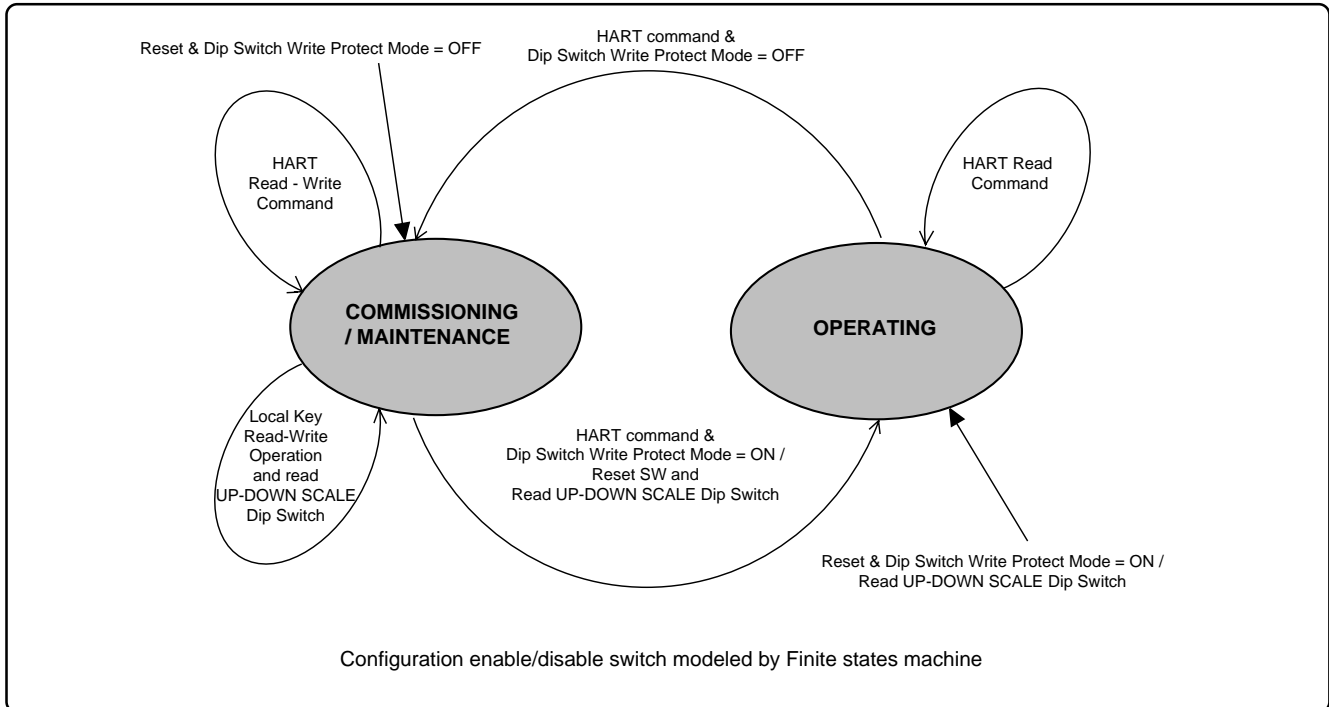 Reset & Dip Switch Write Protect Mode = OFF
HART command &
Dip Switch Write Protect Mode = OFF
HART
Read - Write
Command
HART Read
Command
COMMISSIONING
/ MAINTENANCE
OPERATING
Local Key
Read-Write
Operation
and read
UP-DOWN SCALE
Dip Switch
HART command &
Dip Switch Write Protect Mode = ON /
Reset SW and
Read UP-DOWN SCALE Dip Switch
Reset & Dip Switch Write Protect Mode = ON /
Read UP-DOWN SCALE Dip Switch
Configuration enable/disable switch modeled by Finite states machine